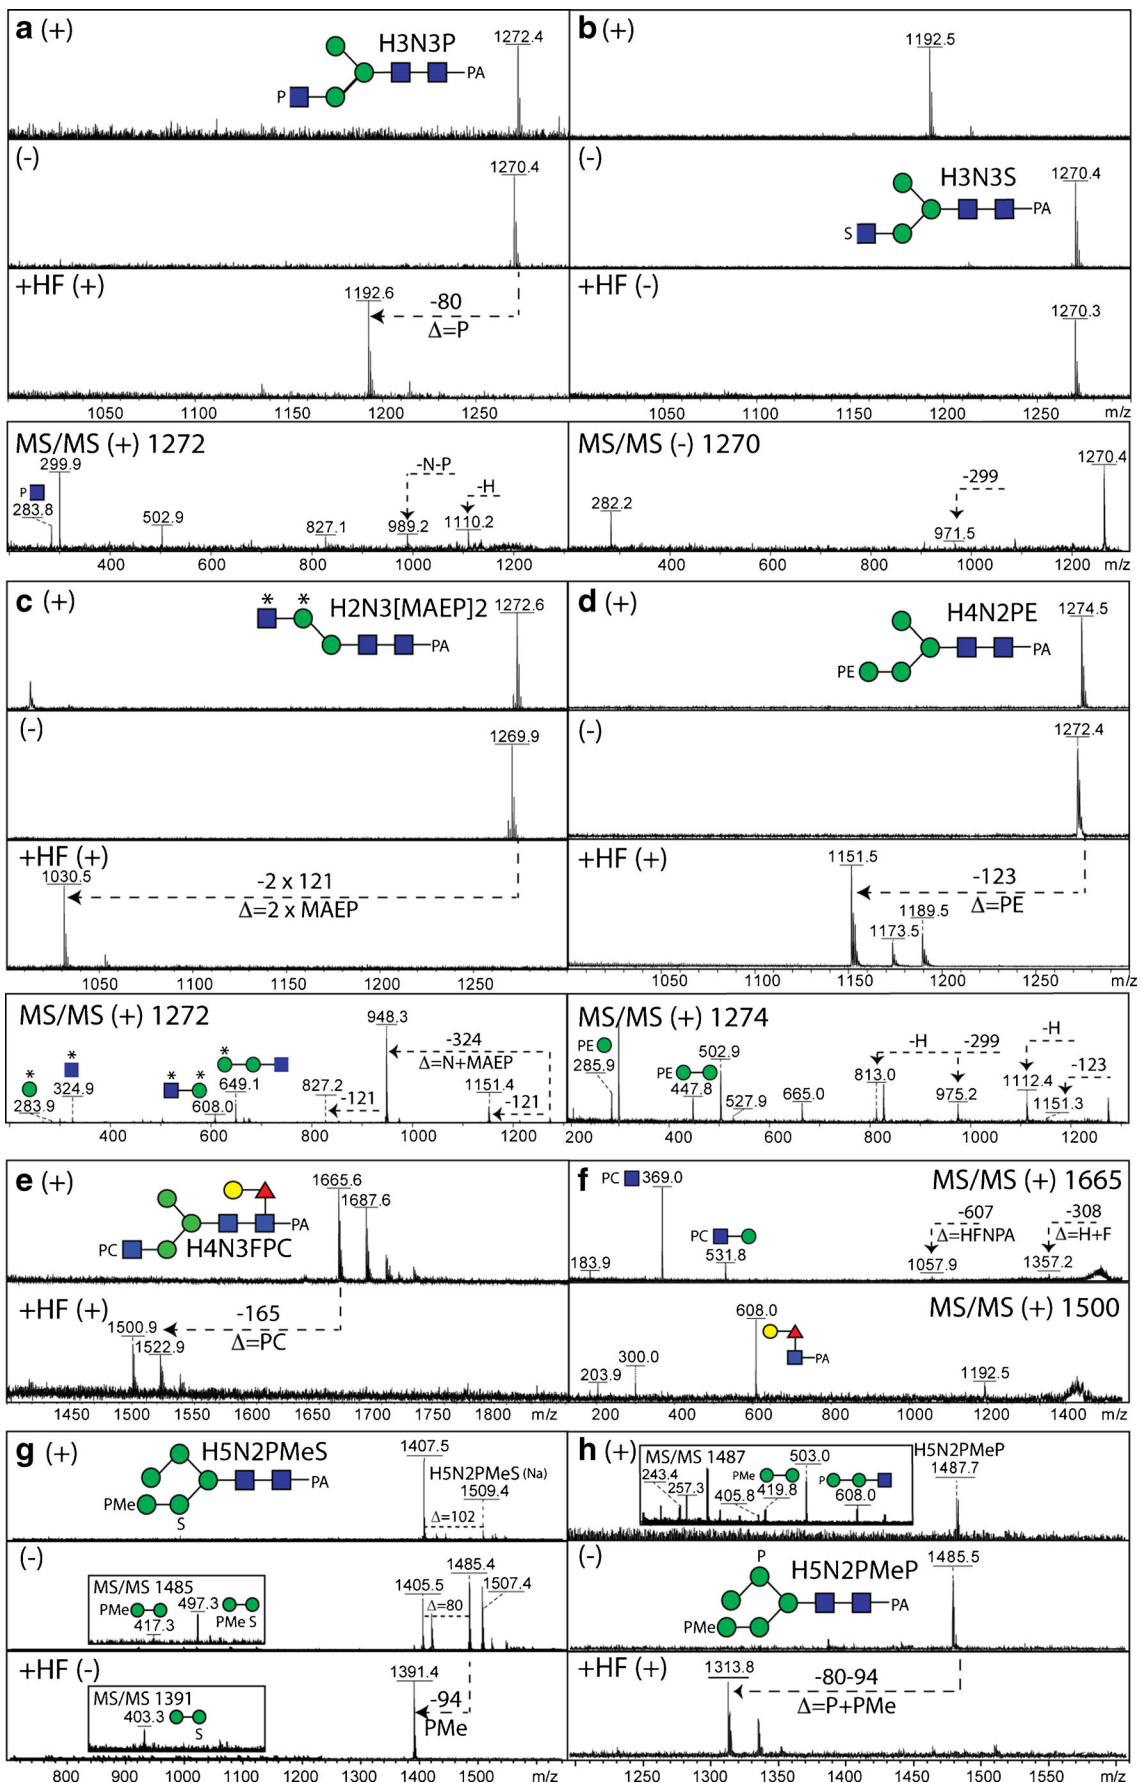 a (+)
H3N3P
1272.4
P
PA
(-)
1270.4
+HF (+)
1192.6
-80
Δ=P
1050 1100 1150 1200 1250
b (+)
1192.5
(-)
H3N3S
1270.4
S
PA
+HF (-)
1270.3
1050 1100 1150 1200 1250 m/z
MS/MS (+) 1272
299.9
P
283.8
502.9
827.1
-N-P
989.2
-H
1110.2
400 600 800 1000 1200
MS/MS (-) 1270
282.2
-299
971.5
1270.4
400 600 800 1000 1200 m/z
c (+)
* *
H2N3[MAEP]2
1272.6
PA
(-)
1269.9
+HF (+)
1030.5
-2 x 121
Δ=2 x MAEP
1050 1100 1150 1200 1250
d (+)
H4N2PE
1274.5
PE
PA
(-)
1272.4
+HF (+)
1151.5
1173.5
1189.5
-123
Δ=PE
1050 1100 1150 1200 1250 m/z
MS/MS (+) 1272
*
283.9
*
324.9
* *
608.0
*
649.1
827.2
-121
948.3
-324
Δ=N+MAEP
1151.4
-121
400 600 800 1000 1200
MS/MS (+) 1274
PE
285.9
PE
447.8
502.9
527.9
665.0
-H -299
813.0
975.2
-H
1112.4
-123
1151.3
200 400 600 800 1000 1200 m/z
e (+)
PC
PA
H4N3FPC
1665.6
1687.6
+HF (+)
1500.9
1522.9
-165
Δ=PC
1450 1500 1550 1600 1650 1700 1750 1800 m/z
f
PC
369.0
MS/MS (+) 1665
183.9
PC
531.8
-607
Δ=HFNPA
1057.9
-308
Δ=H+F
1357.2
MS/MS (+) 1500
203.9
300.0
608.0
PA
1192.5
200 400 600 800 1000 1200 1400 m/z
g (+)
H5N2PMeS
PA
PMe
S
1407.5
H5N2PMeS (Na)
1509.4
Δ=102
(-)
MS/MS 1485
PMe
417.3
497.3
PMe S
1405.5
1485.4
1507.4
Δ=80
+HF (-)
MS/MS 1391
403.3
S
1391.4
-94
PMe
800 700 900 1000 1100 1200 1300 1400 1500 m/z
h (+)
MS/MS 1487
243.4
257.3
405.8
PMe
419.8
503.0
P
608.0
H5N2PMeP
1487.7
(-)
P
H5N2PMeP
PA
PMe
1485.5
+HF (+)
1313.8
-80-94
Δ=P+PMe
1250 1300 1350 1400 1450 1500 m/z